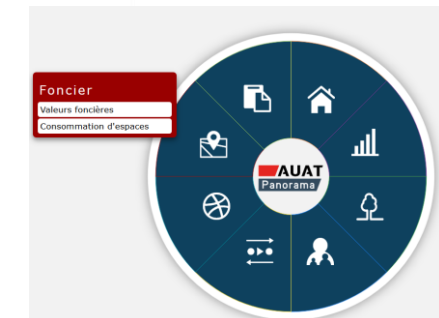 Foncier
Valeurs foncières
Consommation d'espaces
AUAT
Panorama